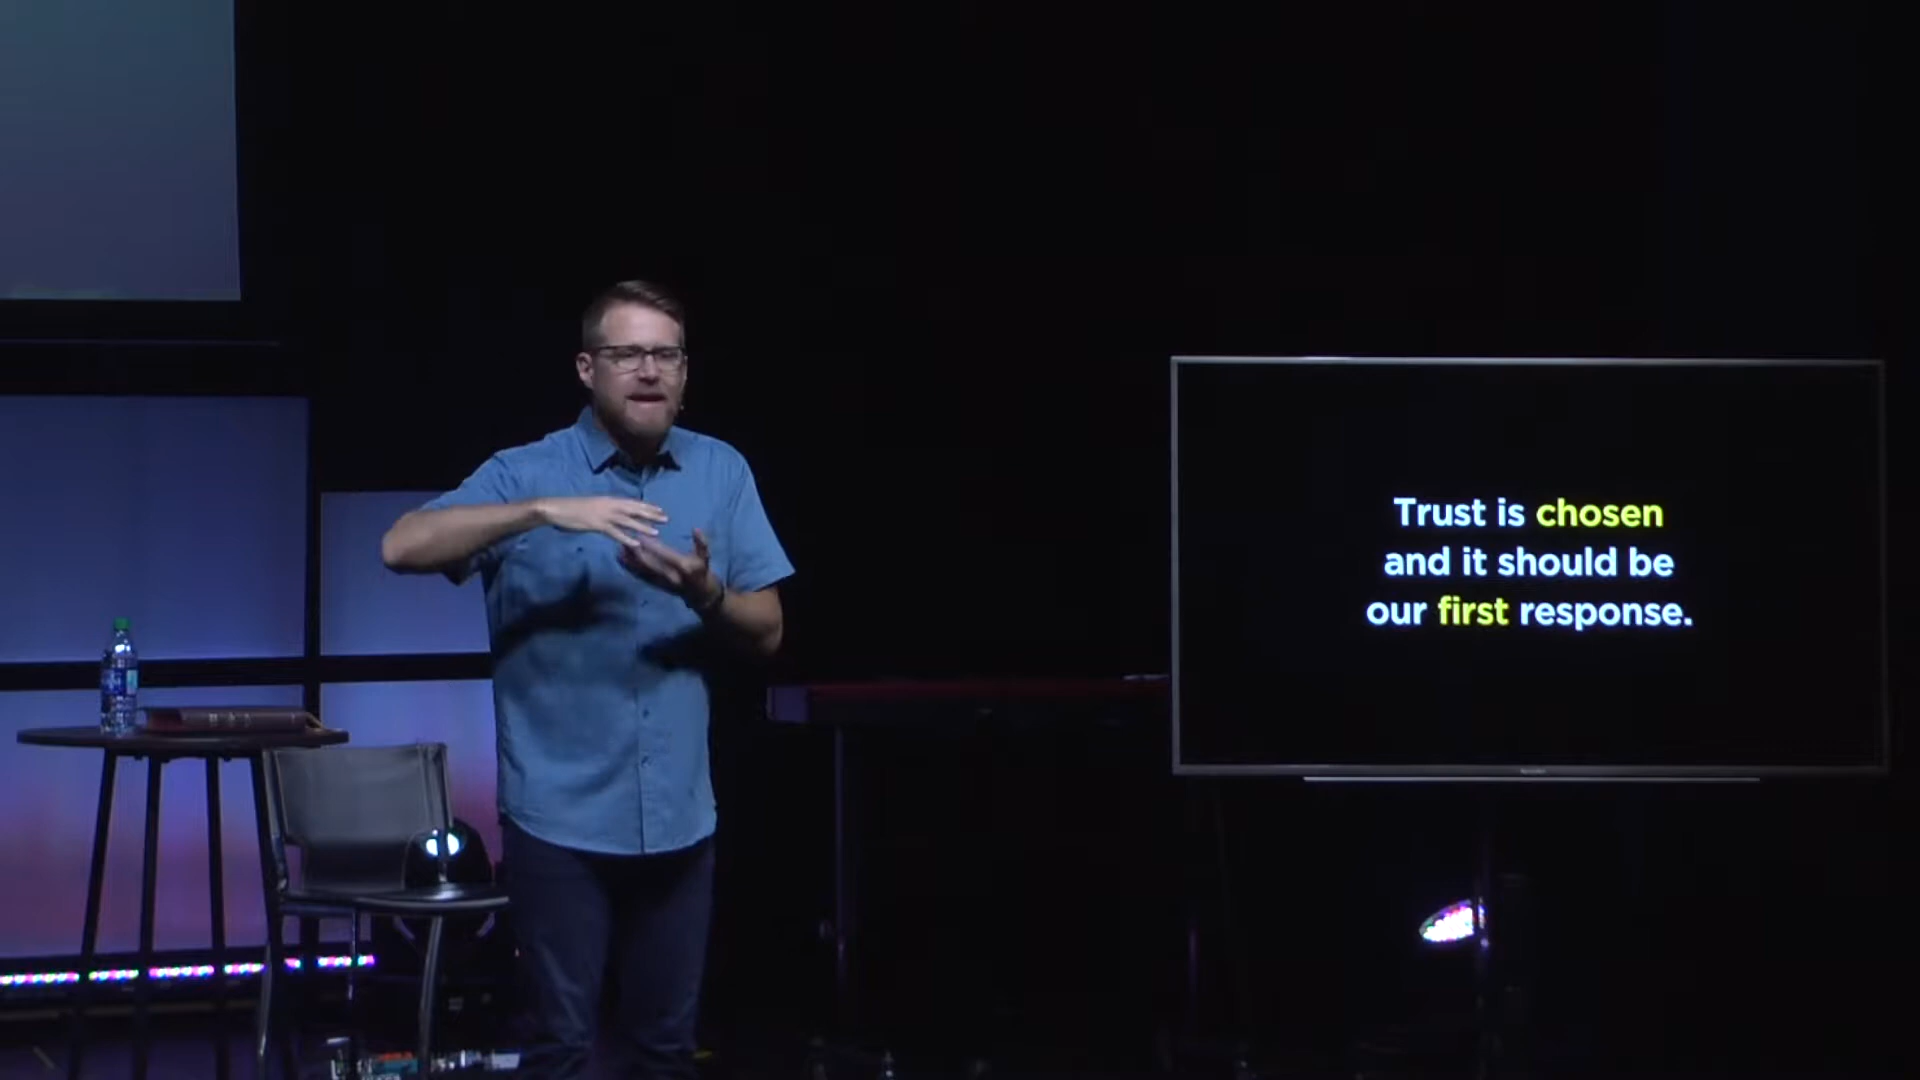 Trust is chosen
and it should be
our first response.